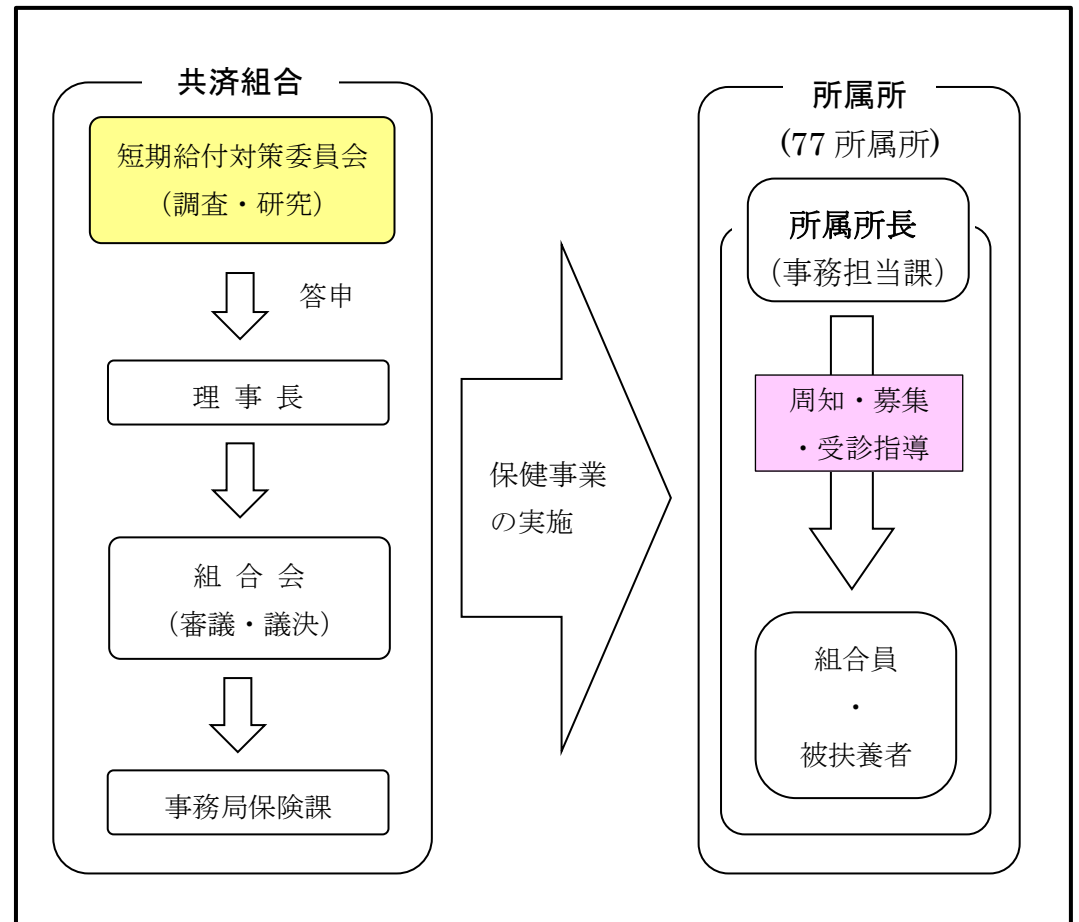 共済組合
短期給付対策委員会
（調査・研究）
答申
理 事 長
組 合 会
（審議・議決）
事務局保険課
保健事業
の実施
所属所
(77 所属所)
所属所長
（事務担当課）
周知・募集
・受診指導
組合員
・
被扶養者